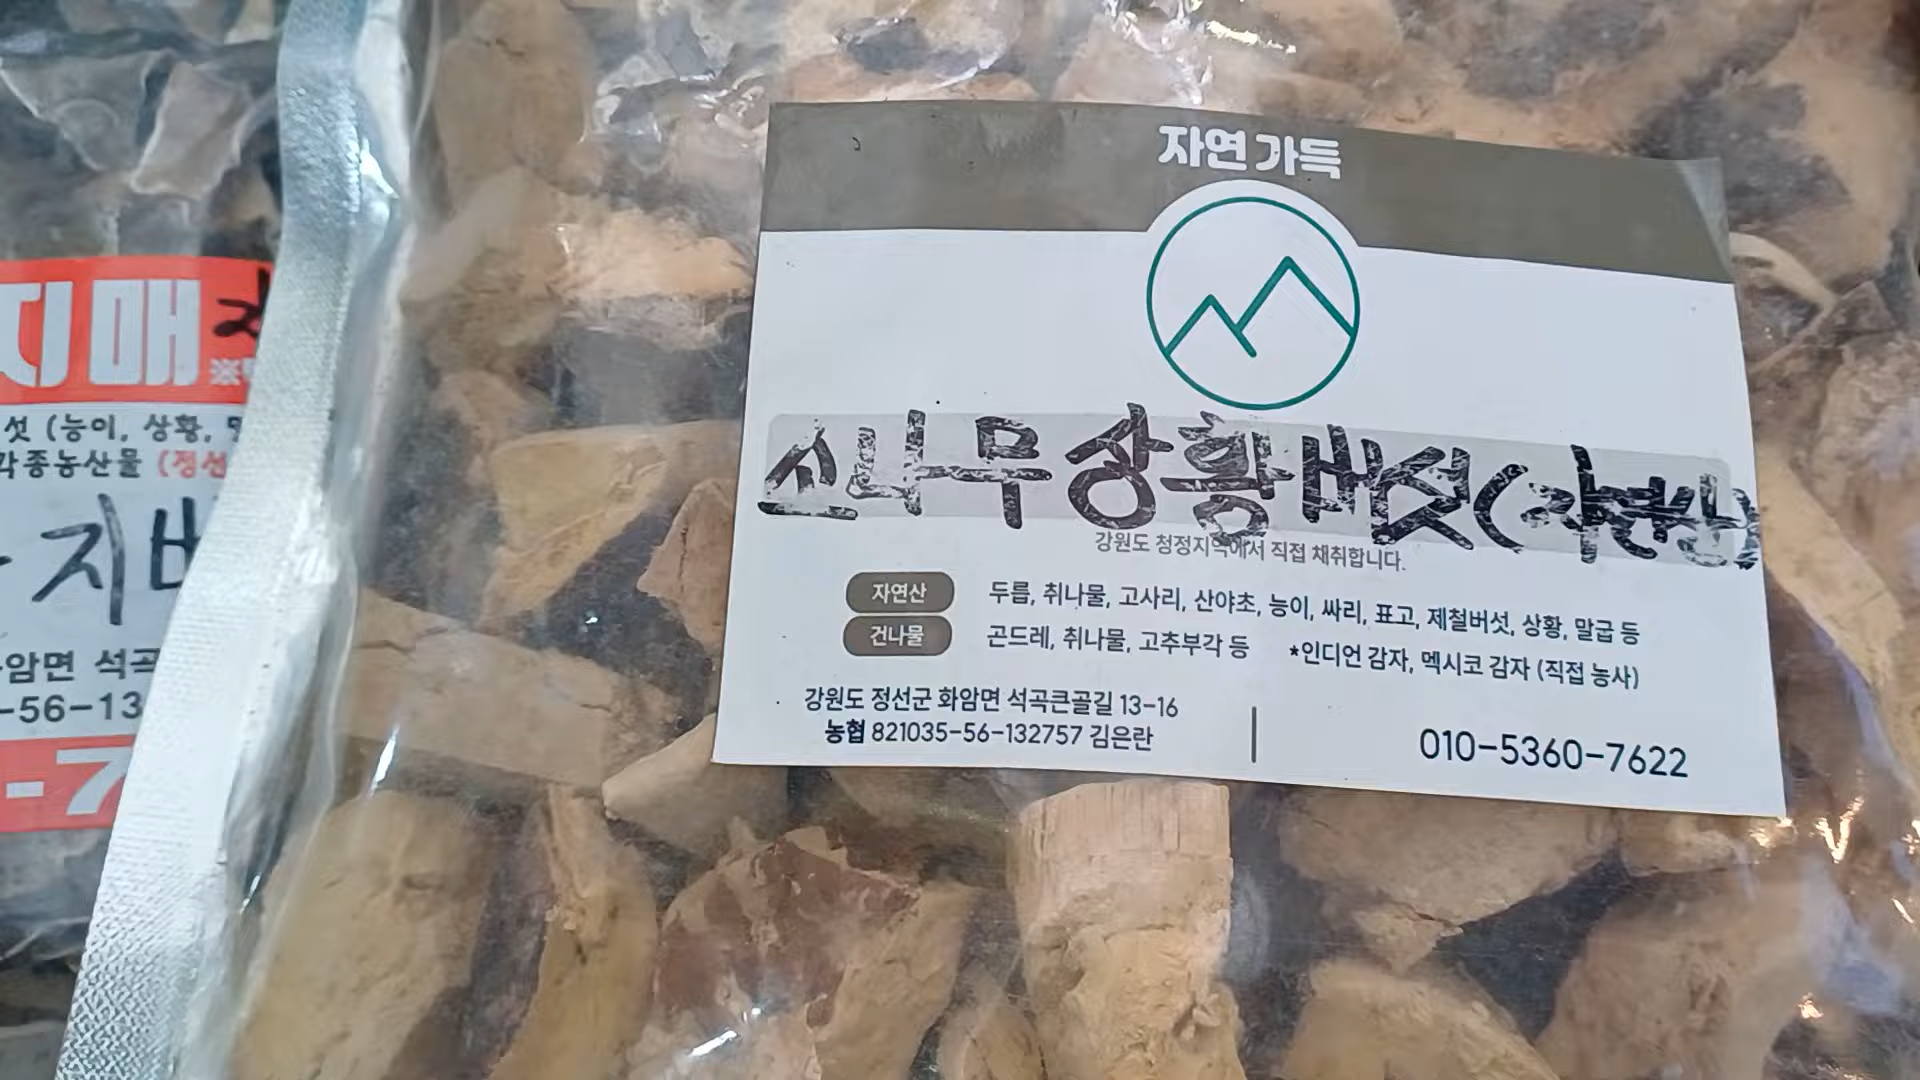 자연 가득
소나무상황버섯(자연산)
강원도 청정지역에서 직접 채취합니다.
자연산 두릅, 취나물, 고사리, 산야초, 능이, 싸리, 표고, 제철버섯, 상황, 말굽 등
건나물 곤드레, 취나물, 고추부각 등 *인디언 감자, 멕시코 감자 (직접 농사)
강원도 정선군 화암면 석곡큰골길 13-16
농협 821035-56-132757 김은란
010-5360-7622
지매
섯 (능이, 상황,
각종농산물 (정선
지버
암면 석곡
-56-13
-7